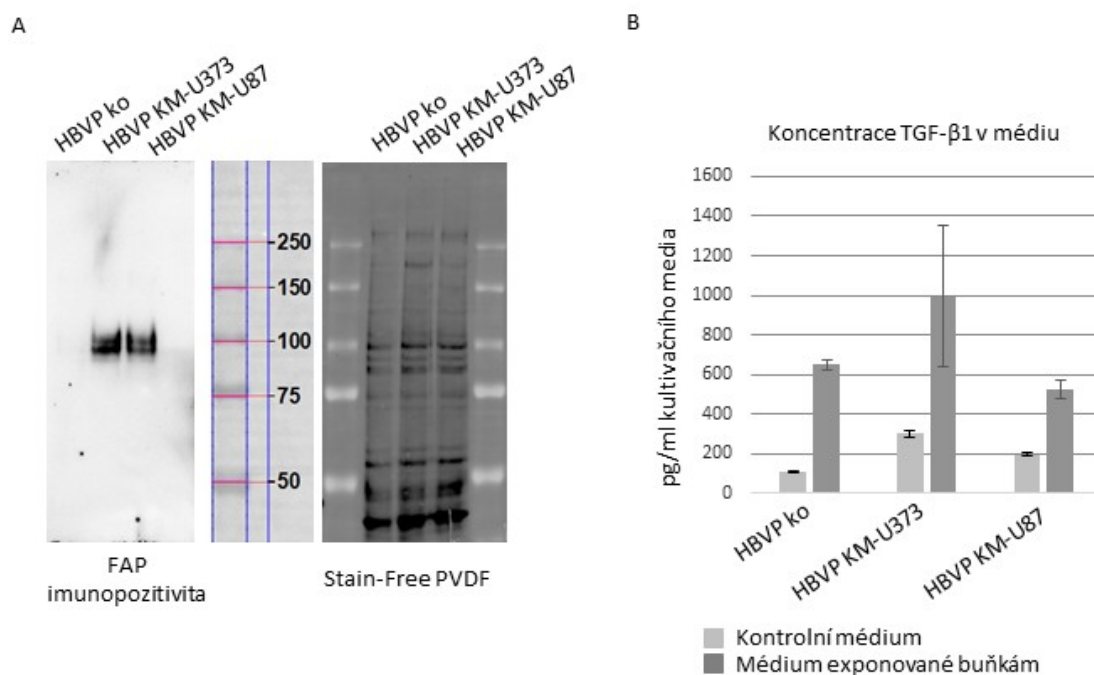 A
HBVP ko
HBVP KM-U373
HBVP KM-U87
250
150
100
75
50
FAP
imunopozitivita
HBVP ko
HBVP KM-U373
HBVP KM-U87
Stain-Free PVDF
B
Koncentrace TGF-β1 v médiu
pg/ml kultivačního media
1600
1400
1200
1000
800
600
400
200
0
HBVP ko
HBVP KM-U373
HBVP KM-U87
Kontrolní médium
Médium exponované buňkám